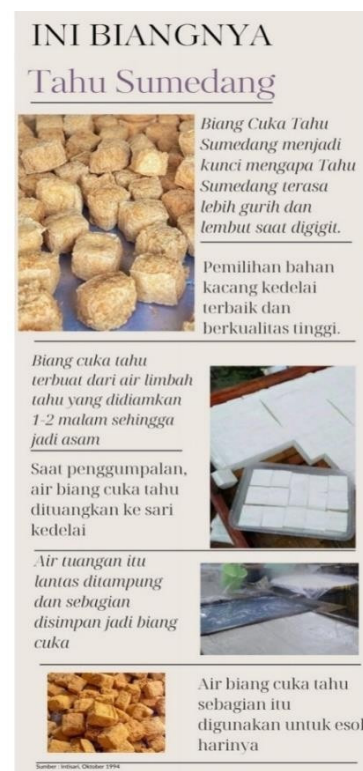 INI BIANGNYA
Tahu Sumedang
Biang Cuka Tahu
Sumedang menjadi
kunci mengapa Tahu
Sumedang terasa
lebih gurih dan
lembut saat digigit.
Pemilihan bahan
kacang kedelai
terbaik dan
berkualitas tinggi.
Biang cuka tahu
terbuat dari air limbah
tahu yang didiamkan
1-2 malam sehingga
jadi asam
Saat penggumpalan,
air biang cuka tahu
dituangkan ke sari
kedelai
Air tuangan itu
lantas ditampung
dan sebagian
disimpan jadi biang
cuka
Air biang cuka tahu
sebagian itu
digunakan untuk esok
harinya
Sumber : Intisari, Oktober 1994